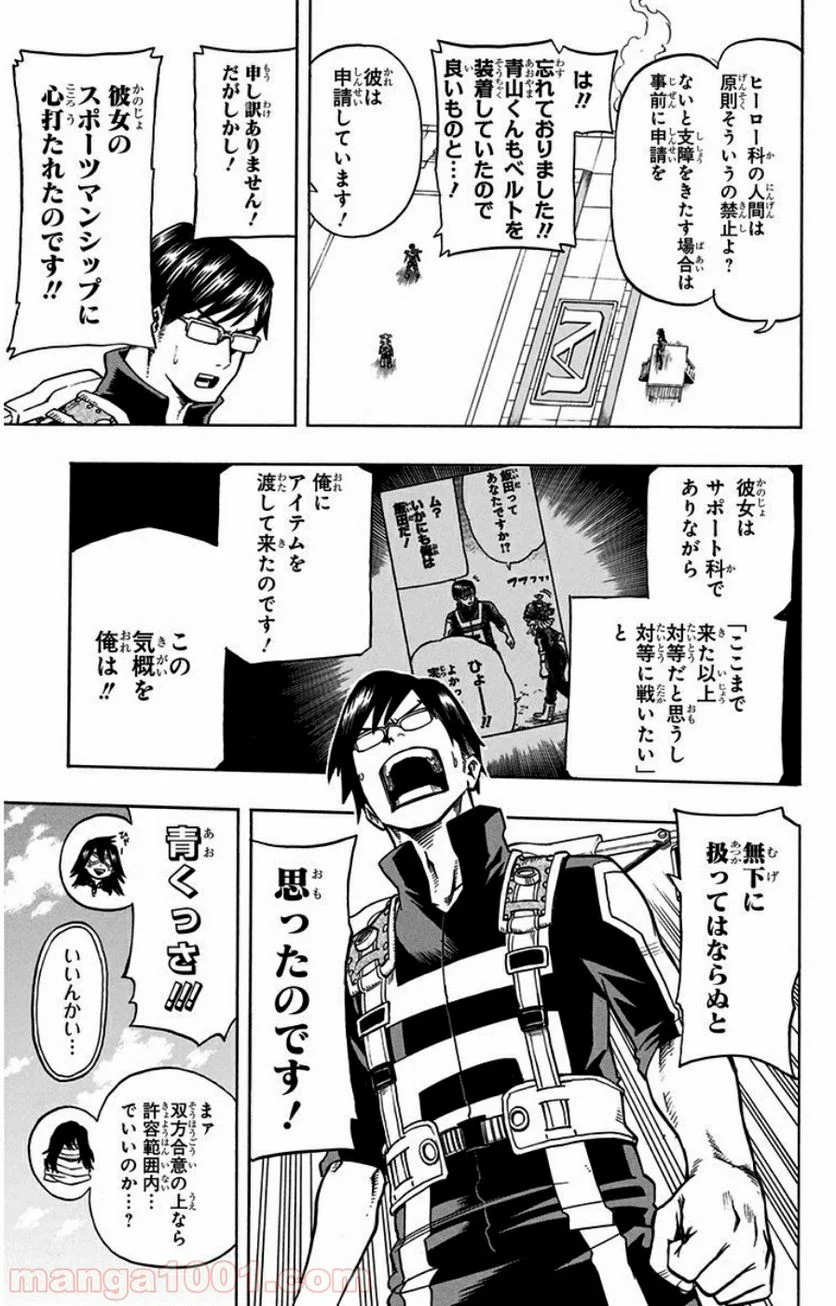 ヒーロー科の人間は
原則そういうの禁止よ?
ないと支障をきたす場合は
事前に申請を
は!!
忘れておりました!!
青山くんもベルトを
装着していたので
良いものと…!
彼は
申請しています!
申し訳ありません!
だがしかし!
彼女の
スポーツマンシップに
心打たれたのです!!
彼女は
サポート科で
ありながら
「ここまで
来た以上
対等だと思うし
対等に戦いたい」
と
飯田って
あなたですか!?
ム?
いかにも俺は
飯田だ!
フフフッッ
ひょーー!!
よかっ
実
俺に
アイテムを
渡して来たのです!
この
気概を
俺は!!
無下に
扱ってはならぬと
思ったのです!
青くっさ!!!
ひゃー
いいんかい…
まァ
双方合意の上なら
許容範囲内…
でいいのか…?
manga1001.com